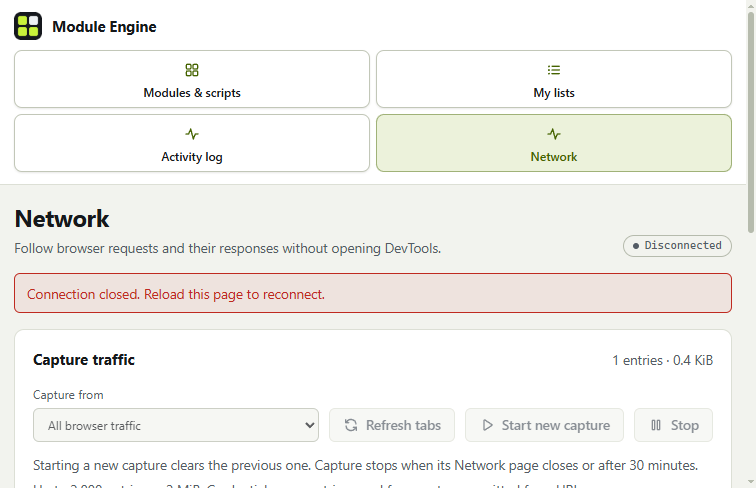 Module Engine
Modules & scripts
My lists
Activity log
Network
Network
Follow browser requests and their responses without opening DevTools.
Disconnected
Connection closed. Reload this page to reconnect.
Capture traffic
1 entries · 0.4 KiB
Capture from
All browser traffic
Refresh tabs
Start new capture
Stop
Starting a new capture clears the previous one. Capture stops when its Network page closes or after 30 minutes.